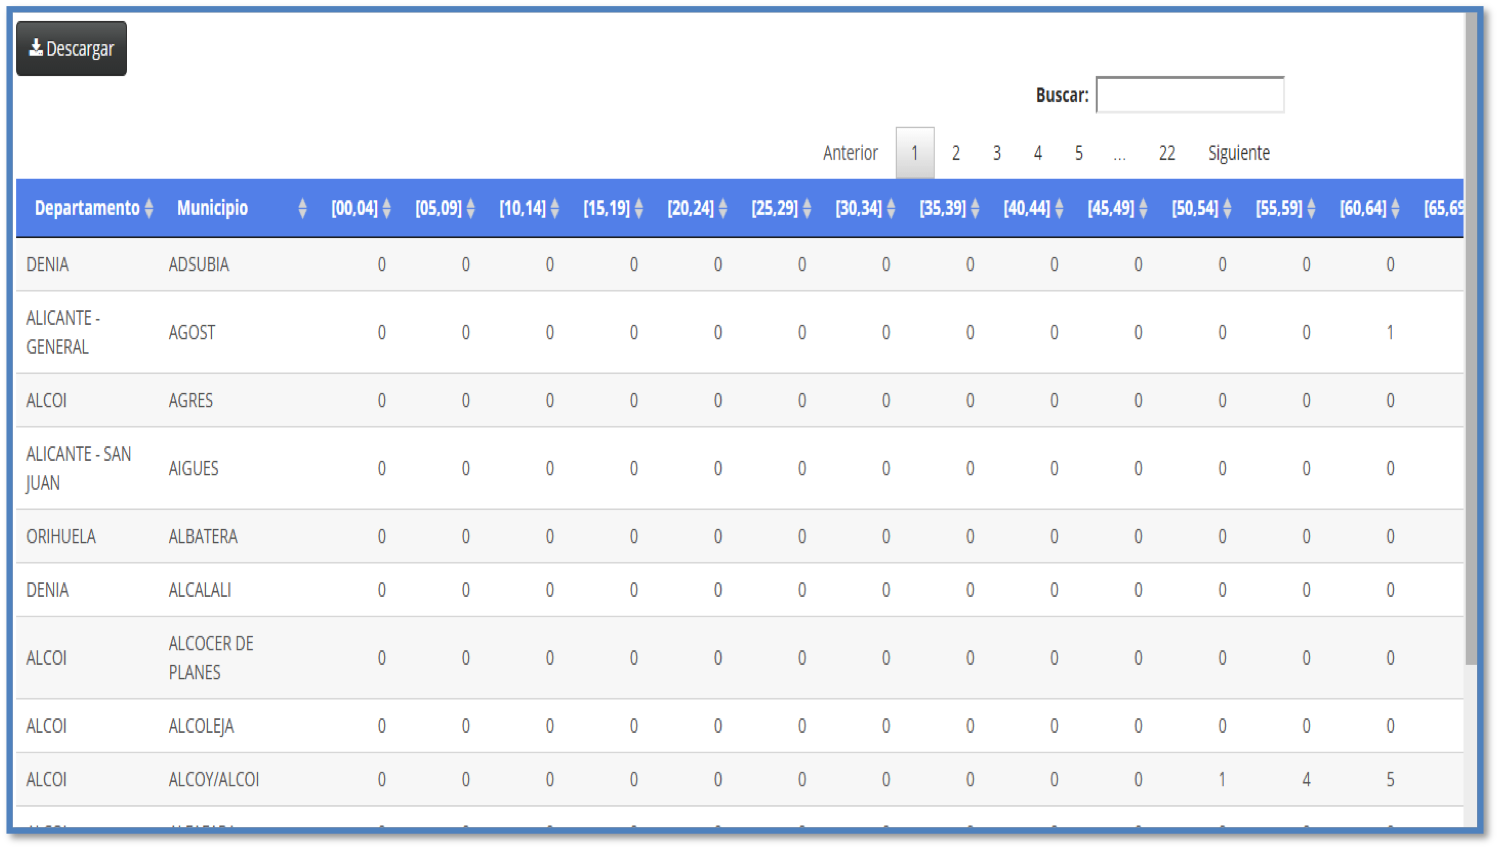 Descargar
Buscar:
Anterior 1 2 3 4 5 ... 22 Siguiente
Departamento Municipio [00,04] [05,09] [10,14] [15,19] [20,24] [25,29] [30,34] [35,39] [40,44] [45,49] [50,54] [55,59] [60,64] [65,69
DENIA ADSUBIA 0 0 0 0 0 0 0 0 0 0 0 0 0
ALICANTE -
GENERAL AGOST 0 0 0 0 0 0 0 0 0 0 0 0 1
ALCOI AGRES 0 0 0 0 0 0 0 0 0 0 0 0 0
ALICANTE - SAN
JUAN AIGUES 0 0 0 0 0 0 0 0 0 0 0 0 0
ORIHUELA ALBATERA 0 0 0 0 0 0 0 0 0 0 0 0 0
DENIA ALCALALI 0 0 0 0 0 0 0 0 0 0 0 0 0
ALCOI ALCOCER DE
PLANES 0 0 0 0 0 0 0 0 0 0 0 0 0
ALCOI ALCOLEJA 0 0 0 0 0 0 0 0 0 0 0 0 0
ALCOI ALCOY/ALCOI 0 0 0 0 0 0 0 0 0 0 1 4 5